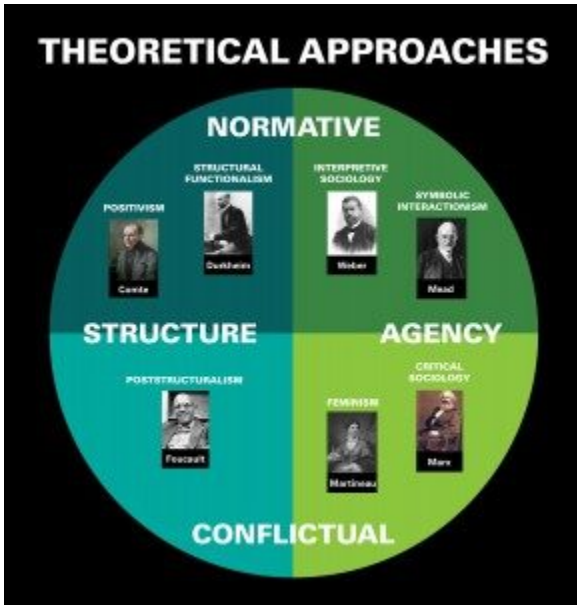 THEORETICAL APPROACHES
NORMATIVE
STRUCTURAL
FUNCTIONALISM
INTERPRETIVE
SOCIOLOGY
POSITIVISM
SYMBOLIC
INTERACTIONISM
Comte
Durkheim
Weber
Mead
STRUCTURE
AGENCY
POSTSTRUCTURALISM
CRITICAL
SOCIOLOGY
FEMINISM
Foucault
Martineau
Marx
CONFLICTUAL